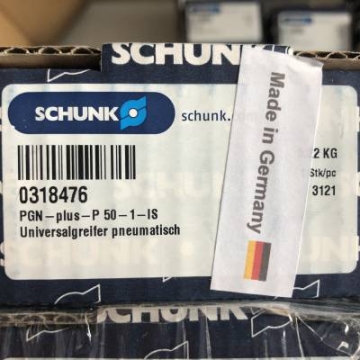 SCHUNK
SCHUNK
schunk.
Made in Germany
0318476
PGN-plus-P 50-1-IS
Universalgreifer pneumatisch
2 KG
Stk/pc
3121
SCHUNK